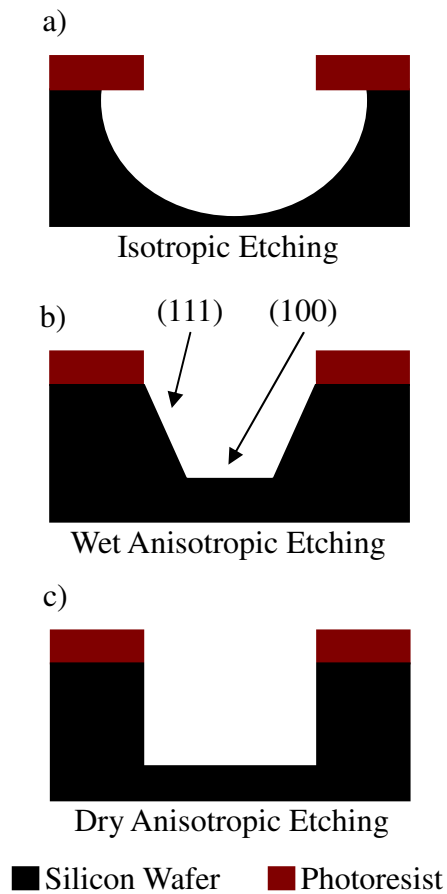 a)
Isotropic Etching
b)
(111) (100)
Wet Anisotropic Etching
c)
Dry Anisotropic Etching
Silicon Wafer Photoresist